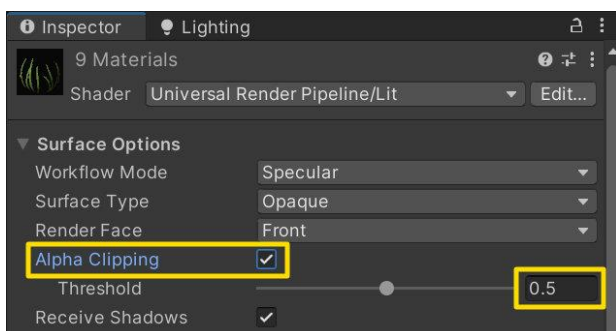 Inspector Lighting
9 Materials
Shader Universal Render Pipeline/Lit Edit...
Surface Options
Workflow Mode Specular
Surface Type Opaque
Render Face Front
Alpha Clipping
Threshold 0.5
Receive Shadows